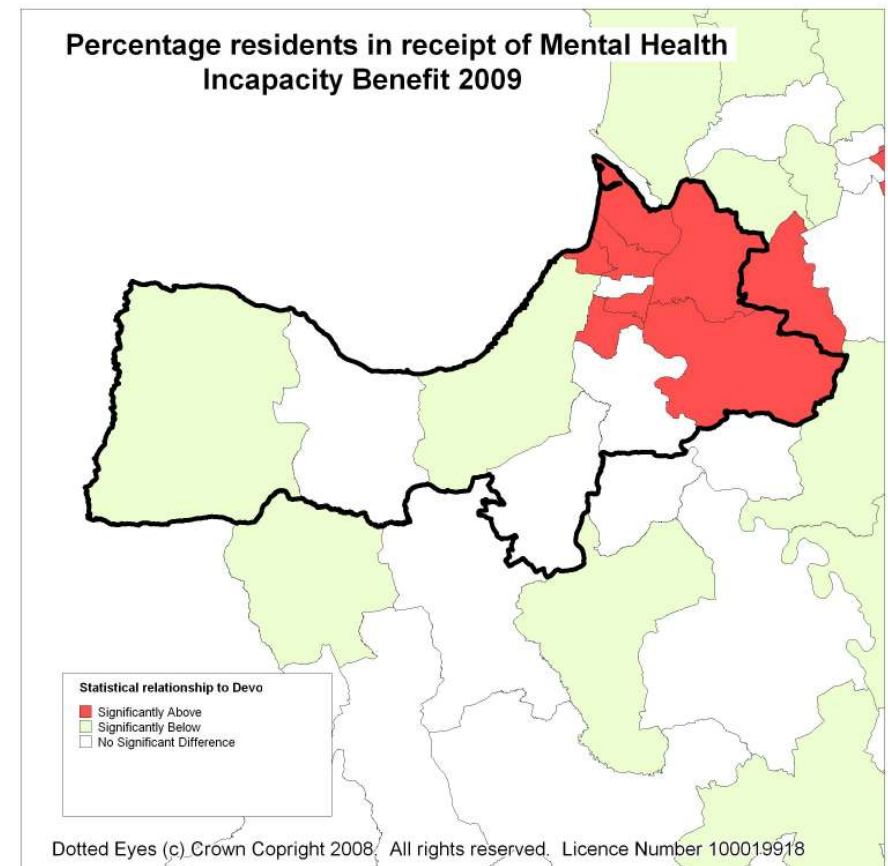 Percentage residents in receipt of Mental Health
Incapacity Benefit 2009
Statistical relationship to Devo
Significantly Above
Significantly Below
No Significant Difference
Dotted Eyes (c) Crown Copright 2008. All rights reserved. Licence Number 100019918